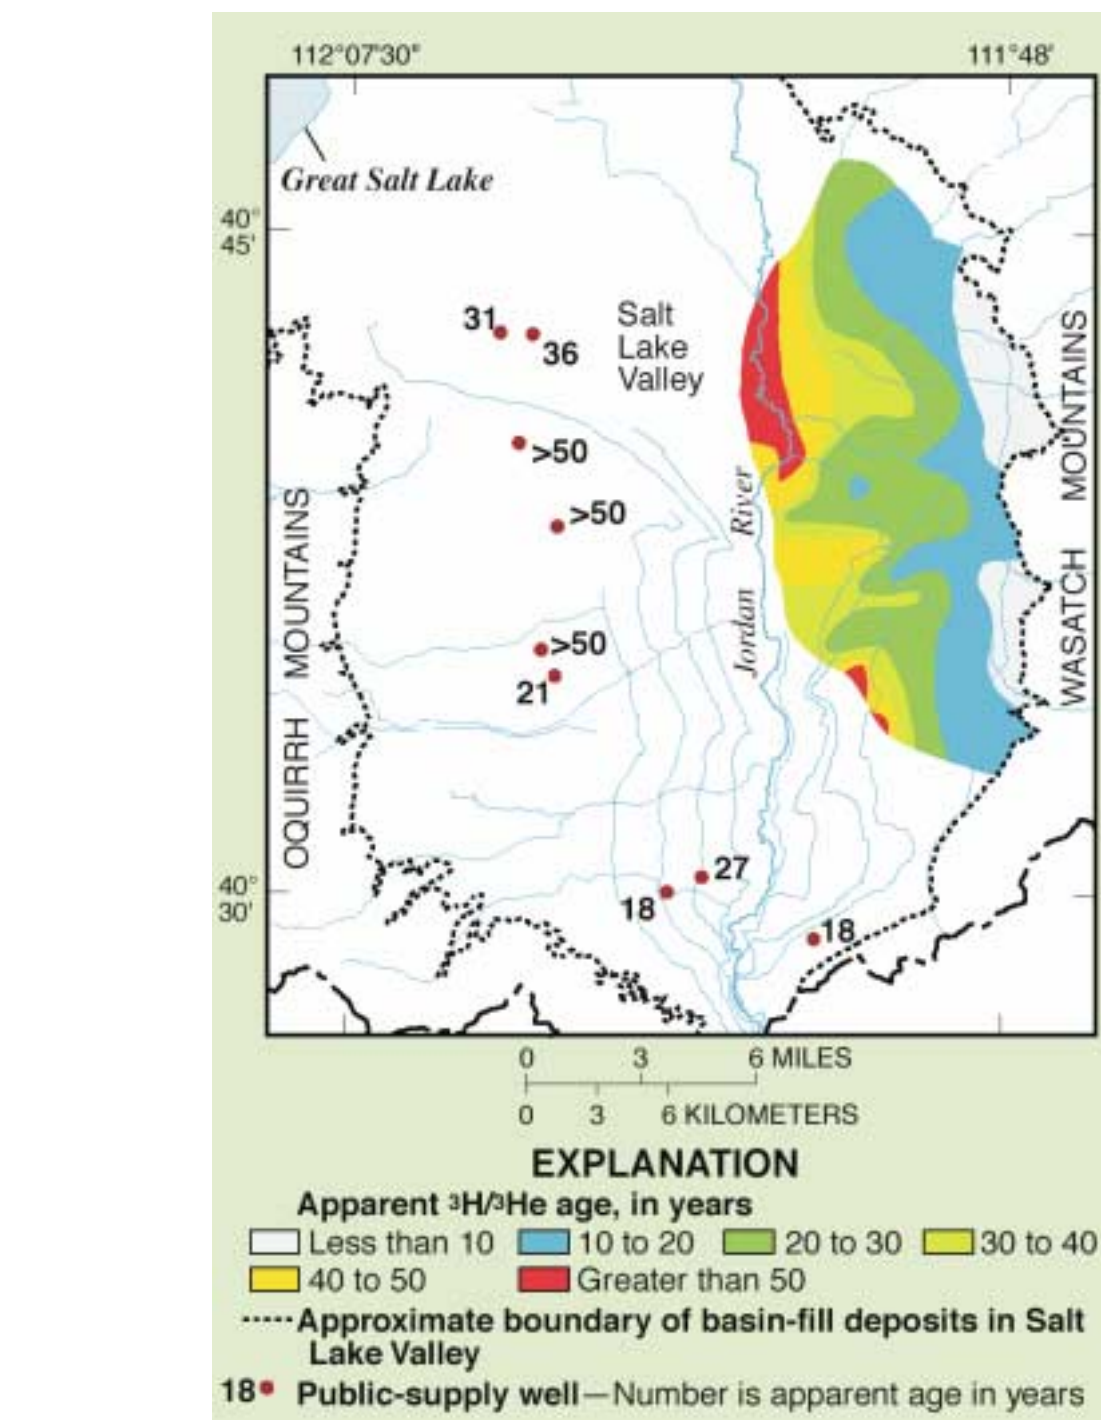 112°07'30" 111°48'
Great Salt Lake
40°
45'
31
36
Salt
Lake
Valley
>50
>50
>50
21
OQUIRRH MOUNTAINS
Jordan River
WASATCH MOUNTAINS
27
18
18
40°
30'
0 3 6 MILES
0 3 6 KILOMETERS
EXPLANATION
Apparent ³H/³He age, in years
Less than 10 10 to 20 20 to 30 30 to 40
40 to 50 Greater than 50
Approximate boundary of basin-fill deposits in Salt
Lake Valley
18 Public-supply well—Number is apparent age in years